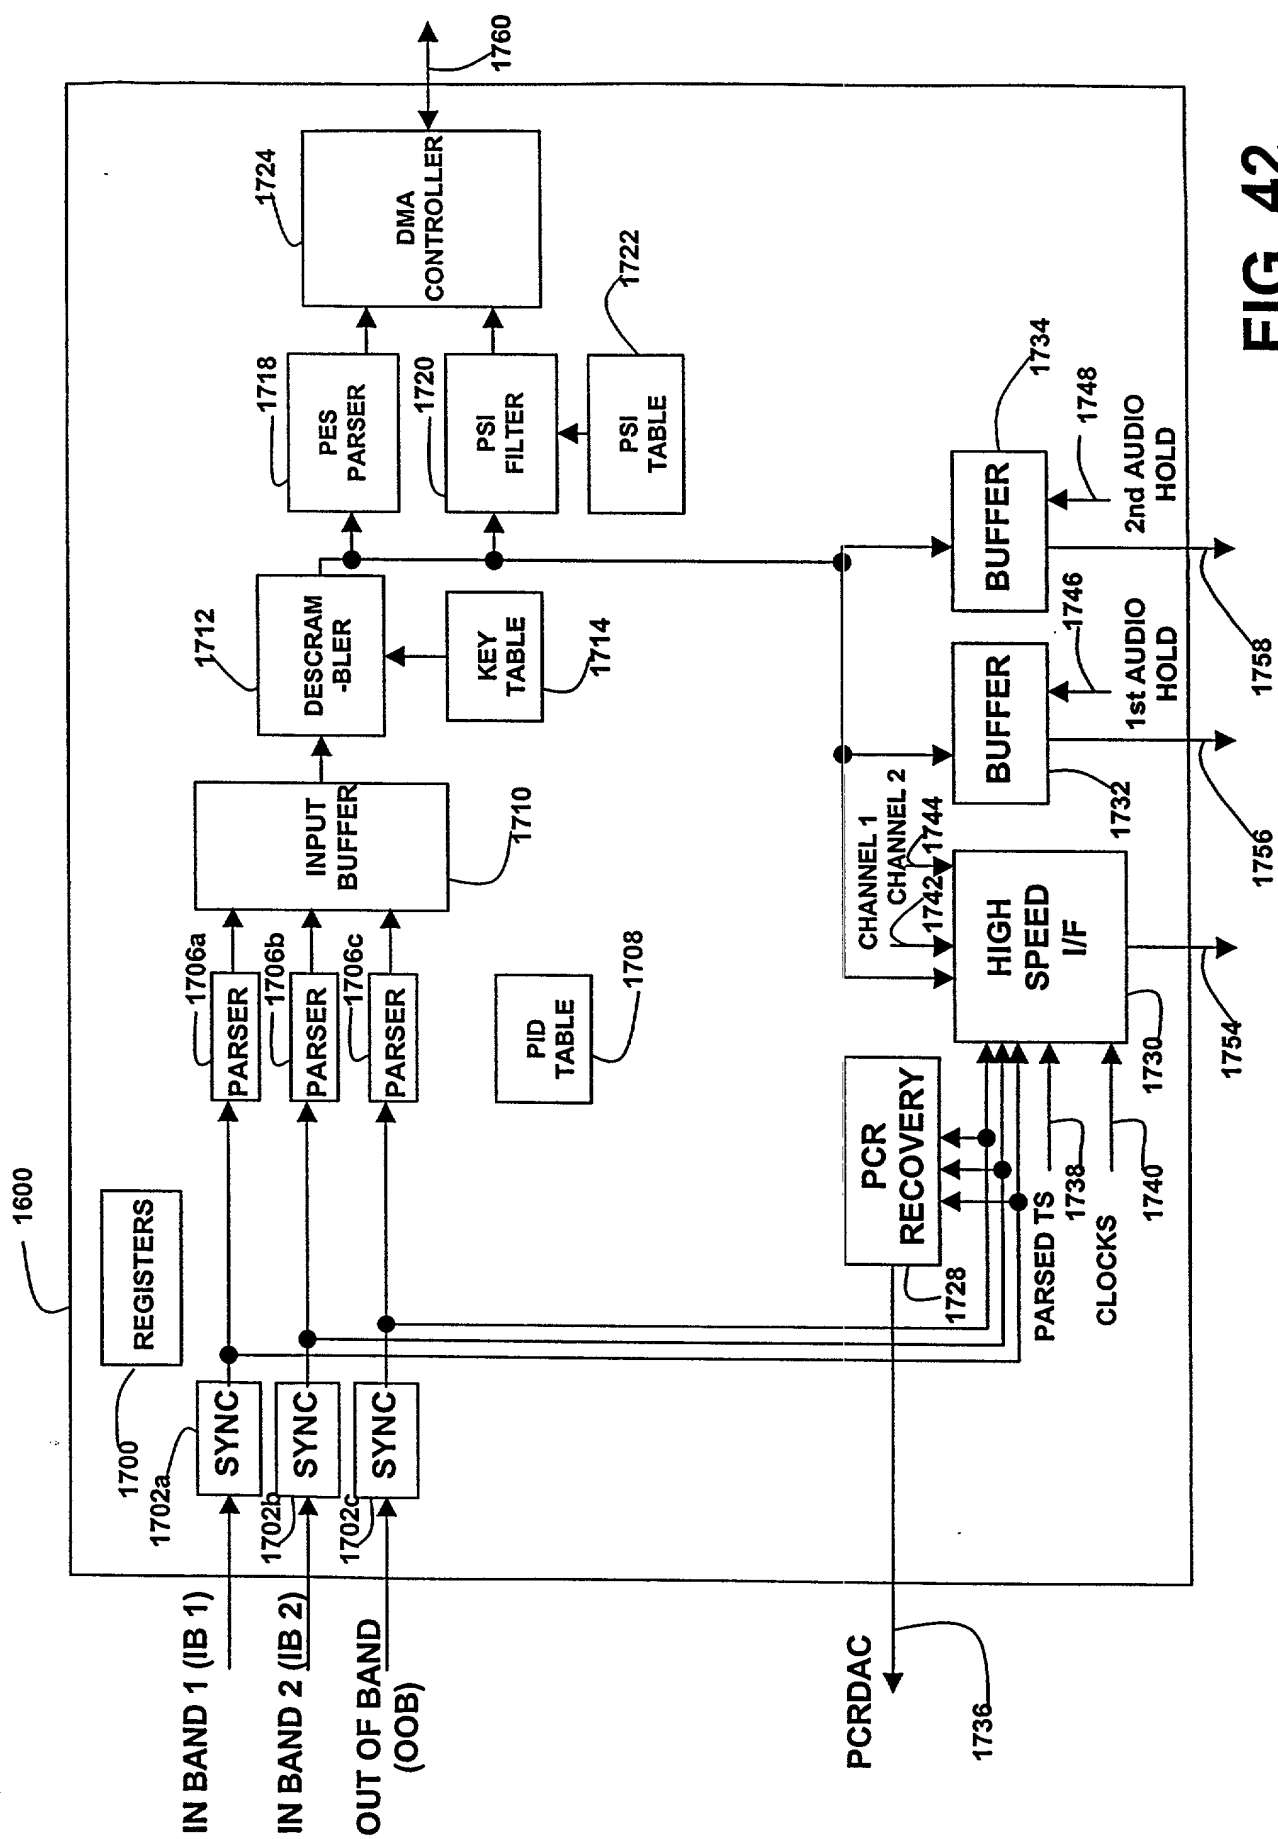 1600
1700
REGISTERS
IN BAND 1 (IB 1)
1702a
SYNC
1706a
PARSER
IN BAND 2 (IB 2)
1702b
SYNC
1706b
PARSER
OUT OF BAND
(OOB)
1702c
SYNC
1706c
PARSER
INPUT
BUFFER
1710
PID
TABLE
1708
1712
DESCRAM
-BLER
KEY
TABLE
1714
1718
PES
PARSER
1720
PSI
FILTER
PSI
TABLE
1722
1724
DMA
CONTROLLER
1760
PCRDAC
1736
PCR
RECOVERY
1728
PARSED TS
1738
CLOCKS
1740
CHANNEL 1
1742
CHANNEL 2
1744
HIGH
SPEED
I/F
1730
1754
BUFFER
1732
1746
1st AUDIO
HOLD
1756
BUFFER
1734
1748
2nd AUDIO
HOLD
1758
FIG. 42